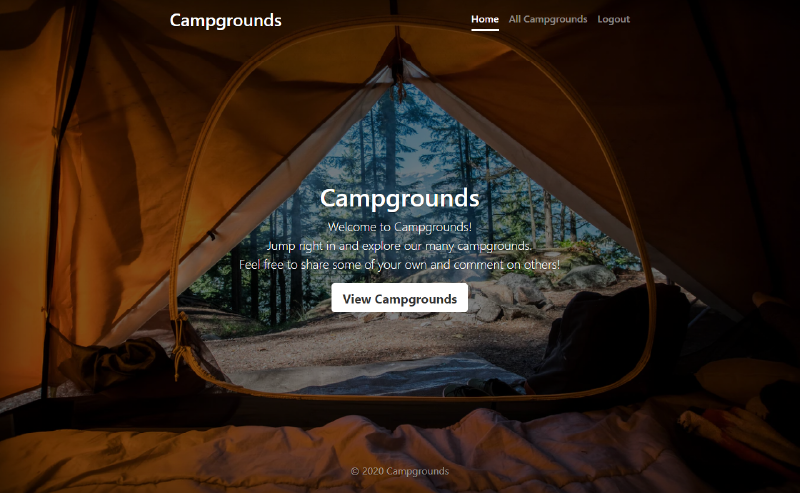 Campgrounds
Home All Campgrounds Logout
Campgrounds
Welcome to Campgrounds!
Jump right in and explore our many campgrounds.
Feel free to share some of your own and comment on others!
View Campgrounds
© 2020 Campgrounds